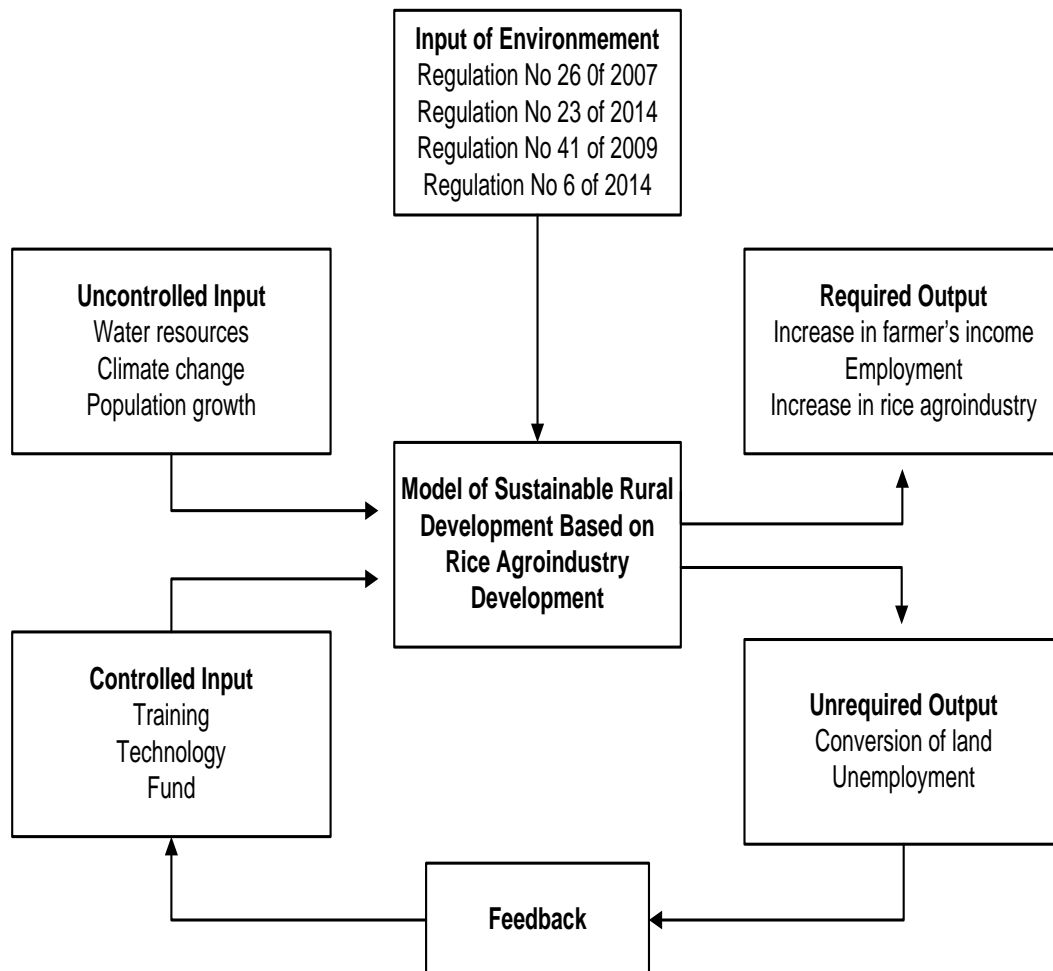 Input of Environmement
Regulation No 26 0f 2007
Regulation No 23 of 2014
Regulation No 41 of 2009
Regulation No 6 of 2014
Uncontrolled Input
Water resources
Climate change
Population growth
Required Output
Increase in farmer's income
Employment
Increase in rice agroindustry
Model of Sustainable Rural
Development Based on
Rice Agroindustry
Development
Controlled Input
Training
Technology
Fund
Unrequired Output
Conversion of land
Unemployment
Feedback